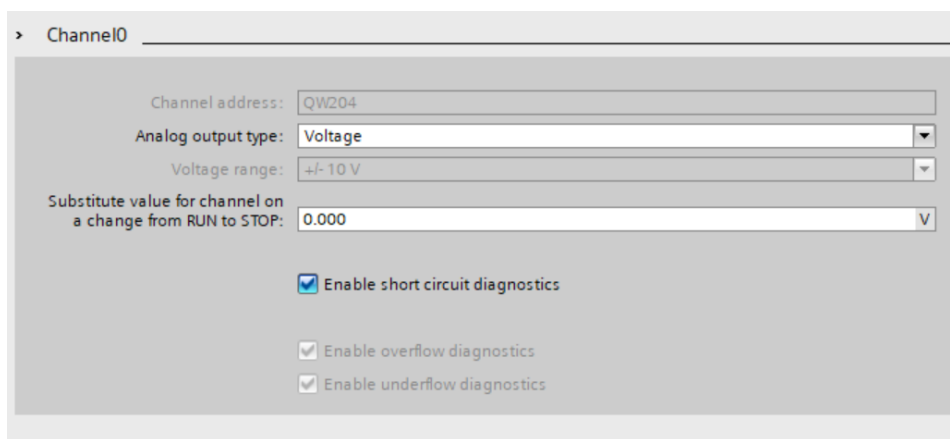 Channel0
Channel address: QW204
Analog output type: Voltage
Voltage range: +/- 10 V
Substitute value for channel on
a change from RUN to STOP: 0.000 V
Enable short circuit diagnostics
Enable overflow diagnostics
Enable underflow diagnostics